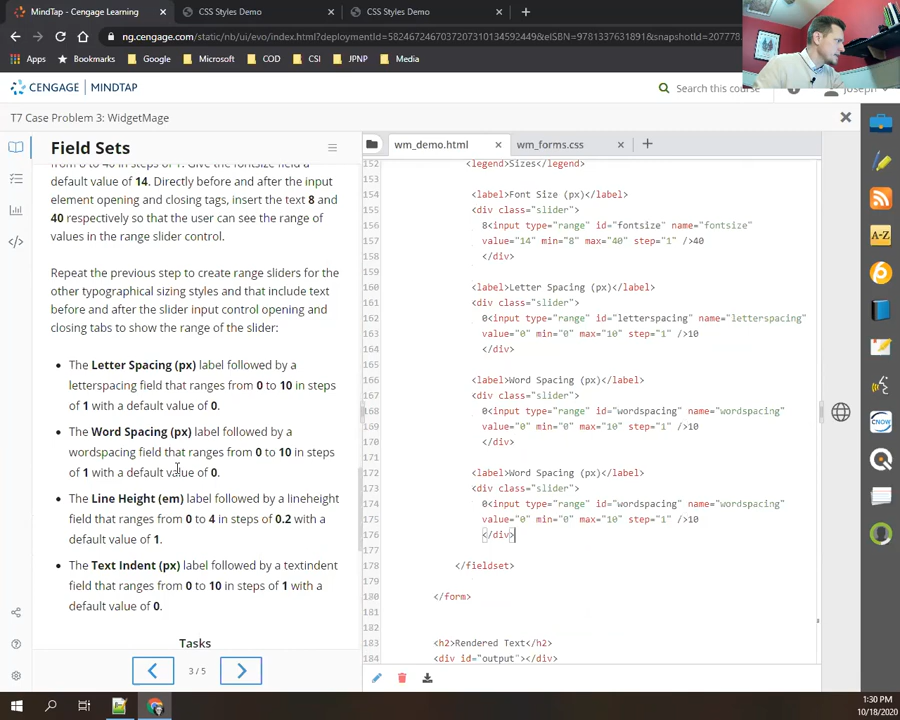 MindTap - Cengage Learning
CSS Styles Demo
CSS Styles Demo
ng.cengage.com/static/nb/ui/evo/index.html?deploymentId=
Apps
Bookmarks
Google
Microsoft
COD
CSI
JPNP
Media
CENGAGE MINDTAP
Search this course
T7 Case Problem 3: WidgetMage
Field Sets
default value of 14. Directly before and after the input
element opening and closing tags, insert the text 8 and
40 respectively so that the user can see the range of
values in the range slider control.
Repeat the previous step to create range sliders for the
other typographical sizing styles and that include text
before and after the slider input control opening and
closing tabs to show the range of the slider:
• The Letter Spacing (px) label followed by a
letterspacing field that ranges from 0 to 10 in steps
of 1 with a default value of 0.
• The Word Spacing (px) label followed by a
wordspacing field that ranges from 0 to 10 in steps
of 1 with a default value of 0.
• The Line Height (em) label followed by a lineheight
field that ranges from 0 to 4 in steps of 0.2 with a
default value of 1.
• The Text Indent (px) label followed by a textindent
field that ranges from 0 to 10 in steps of 1 with a
default value of 0.
Tasks
3 / 5
wm_demo.html
wm_forms.css
152 <legend>Sizes</legend>
153
154 <label>Font Size (px)</label>
155 <div class="slider">
156 8<input type="range" id="fontsize" name="fontsize"
157 value="14" min="8" max="40" step="1" />40
158 </div>
159
160 <label>Letter Spacing (px)</label>
161 <div class="slider">
162 0<input type="range" id="letterspacing" name="letterspacing"
163 value="0" min="0" max="10" step="1" />10
164 </div>
165
166 <label>Word Spacing (px)</label>
167 <div class="slider">
168 0<input type="range" id="wordspacing" name="wordspacing"
169 value="0" min="0" max="10" step="1" />10
170 </div>
171
172 <label>Word Spacing (px)</label>
173 <div class="slider">
174 0<input type="range" id="wordspacing" name="wordspacing"
175 value="0" min="0" max="10" step="1" />10
176 </div>
177
178 </fieldset>
179
180 </form>
181
182
183 <h2>Rendered Text</h2>
184 <div id="output"></div>
A-Z
CNOW
1:30 PM
10/18/2020